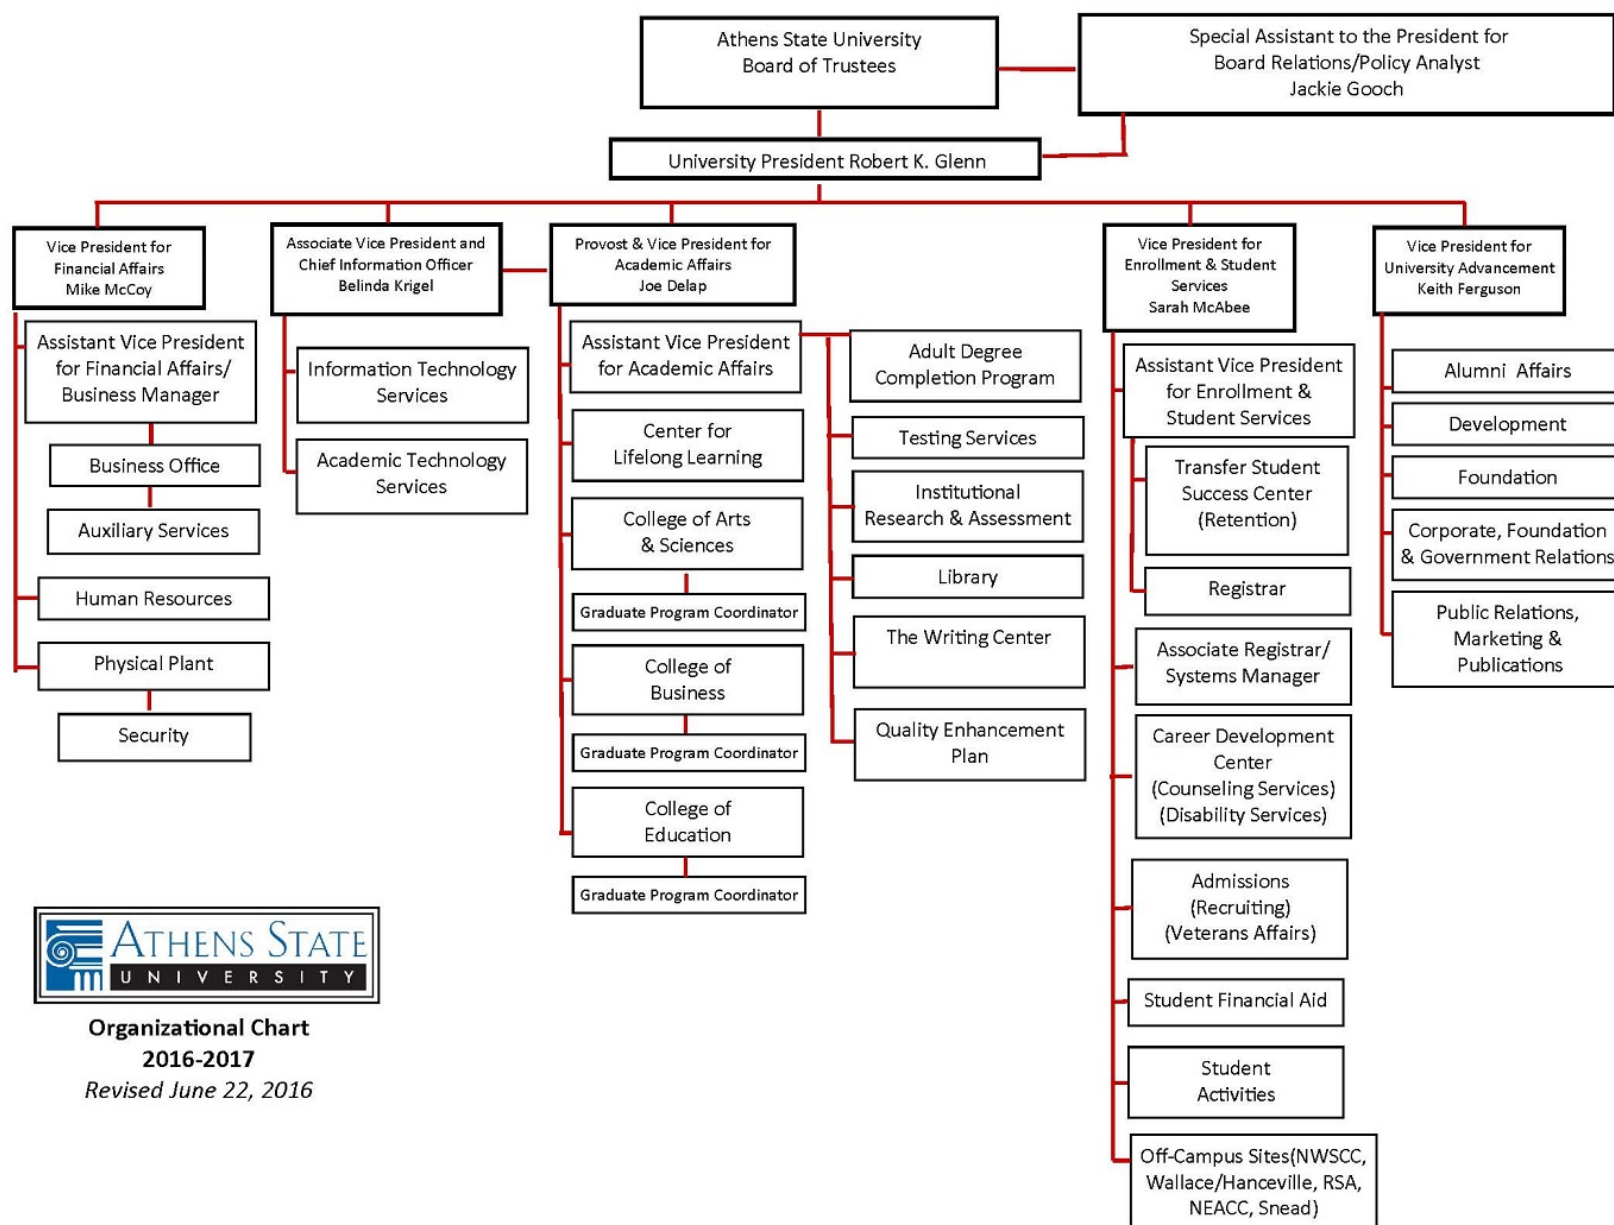 Athens State University
Board of Trustees
Special Assistant to the President for
Board Relations/Policy Analyst
Jackie Gooch
University President Robert K. Glenn
Vice President for
Financial Affairs
Mike McCoy
Associate Vice President and
Chief Information Officer
Belinda Krigel
Provost & Vice President for
Academic Affairs
Joe Delap
Vice President for
Enrollment & Student
Services
Sarah McAbee
Vice President for
University Advancement
Keith Ferguson
Assistant Vice President
for Financial Affairs/
Business Manager
Business Office
Auxiliary Services
Human Resources
Physical Plant
Security
Information Technology
Services
Academic Technology
Services
Assistant Vice President
for Academic Affairs
Center for
Lifelong Learning
College of Arts
& Sciences
Graduate Program Coordinator
College of
Business
Graduate Program Coordinator
College of
Education
Graduate Program Coordinator
Adult Degree
Completion Program
Testing Services
Institutional
Research & Assessment
Library
The Writing Center
Quality Enhancement
Plan
Assistant Vice President
for Enrollment &
Student Services
Transfer Student
Success Center
(Retention)
Registrar
Associate Registrar/
Systems Manager
Career Development
Center
(Counseling Services)
(Disability Services)
Admissions
(Recruiting)
(Veterans Affairs)
Student Financial Aid
Student
Activities
Off-Campus Sites(NWSCC,
Wallace/Hanceville, RSA,
NEACC, Snead)
Alumni Affairs
Development
Foundation
Corporate, Foundation
& Government Relations
Public Relations,
Marketing &
Publications
ATHENS STATE
UNIVERSITY
Organizational Chart
2016-2017
Revised June 22, 2016